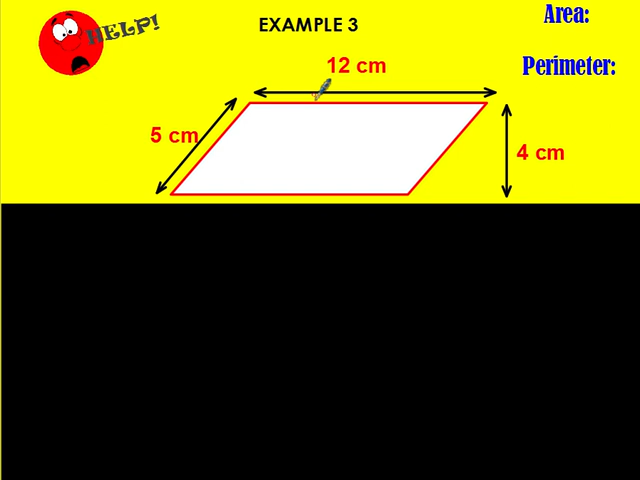 HELP!
EXAMPLE 3
Area:
Perimeter:
12 cm
5 cm
4 cm